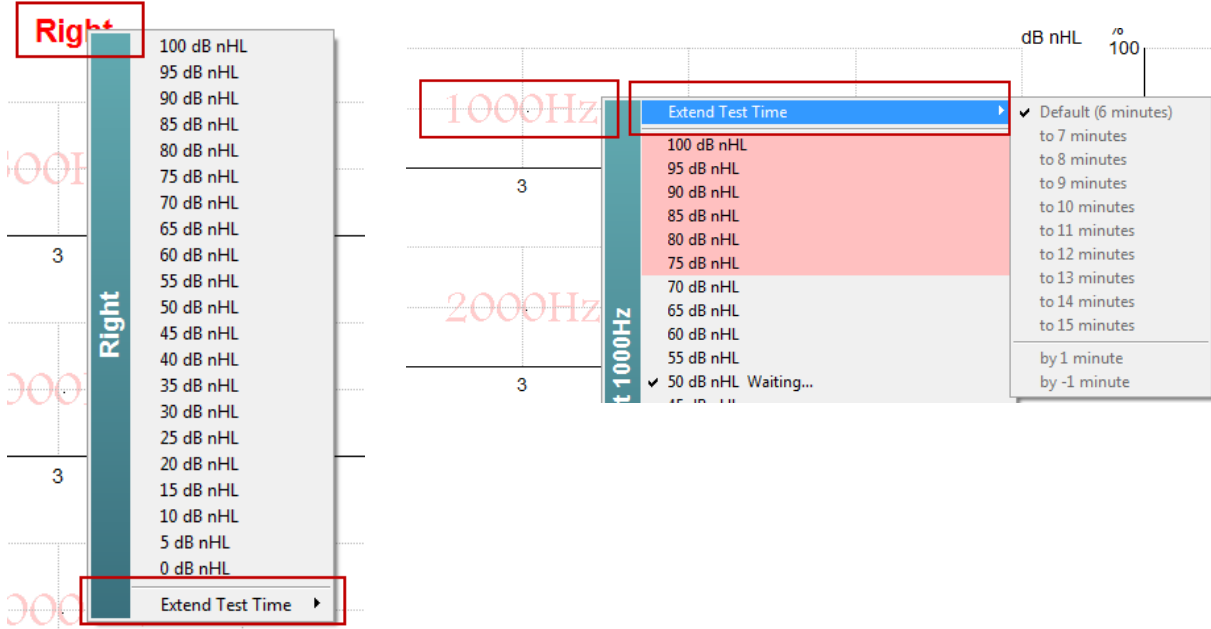 Right
100 dB nHL
95 dB nHL
90 dB nHL
85 dB nHL
80 dB nHL
75 dB nHL
70 dB nHL
65 dB nHL
60 dB nHL
55 dB nHL
50 dB nHL
45 dB nHL
40 dB nHL
35 dB nHL
30 dB nHL
25 dB nHL
20 dB nHL
15 dB nHL
10 dB nHL
5 dB nHL
0 dB nHL
Extend Test Time
Right
3
3
dB nHL
%
100
1000Hz
3
2000Hz
3
Extend Test Time
100 dB nHL
95 dB nHL
90 dB nHL
85 dB nHL
80 dB nHL
75 dB nHL
70 dB nHL
65 dB nHL
60 dB nHL
55 dB nHL
50 dB nHL Waiting...
1000Hz
Default (6 minutes)
to 7 minutes
to 8 minutes
to 9 minutes
to 10 minutes
to 11 minutes
to 12 minutes
to 13 minutes
to 14 minutes
to 15 minutes
by 1 minute
by -1 minute